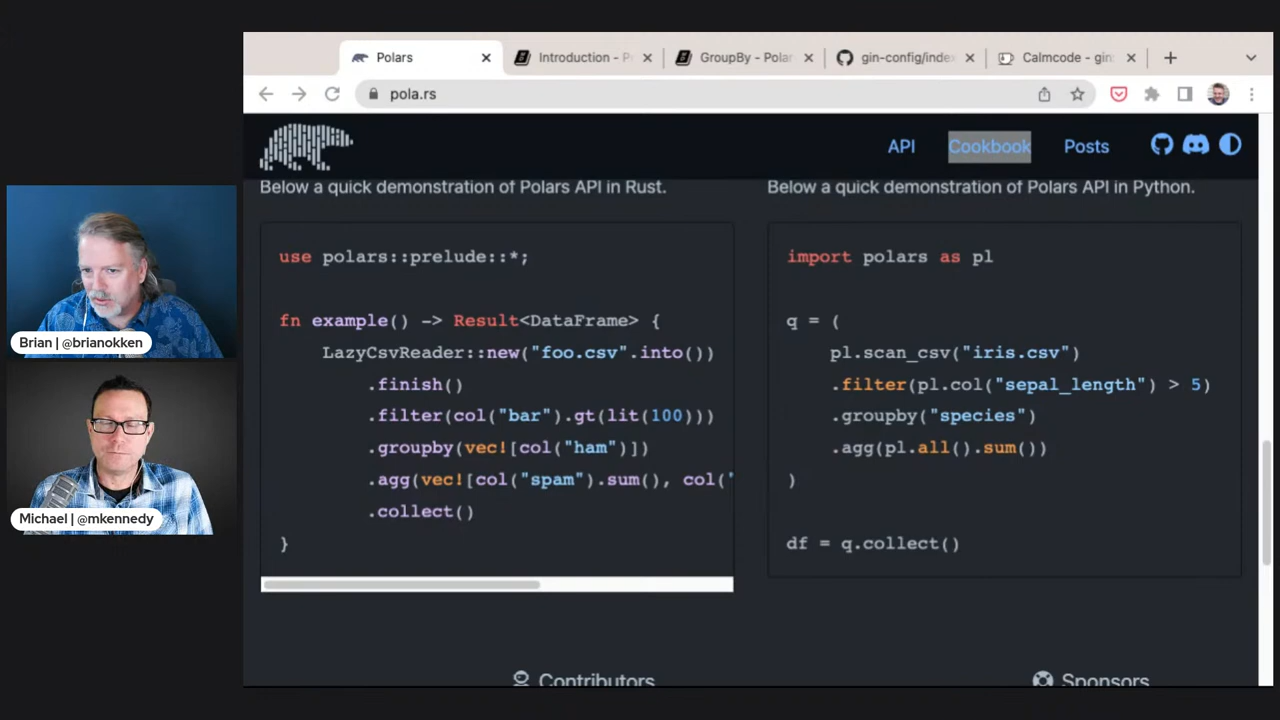 Polars
Introduction - P
GroupBy - Polar
gin-config/index
Calmcode - gin
pola.rs
API
Cookbook
Posts
Below a quick demonstration of Polars API in Rust.
use polars::prelude::*;
fn example() -> Result<DataFrame> {
LazyCsvReader::new("foo.csv".into())
.finish()
.filter(col("bar").gt(lit(100)))
.groupby(vec![col("ham")])
.agg(vec![col("spam").sum(), col("
.collect()
}
Below a quick demonstration of Polars API in Python.
import polars as pl
q = (
pl.scan_csv("iris.csv")
.filter(pl.col("sepal_length") > 5)
.groupby("species")
.agg(pl.all().sum())
)
df = q.collect()
Contributors
Sponsors
Brian | @brianokken
Michael | @mkennedy